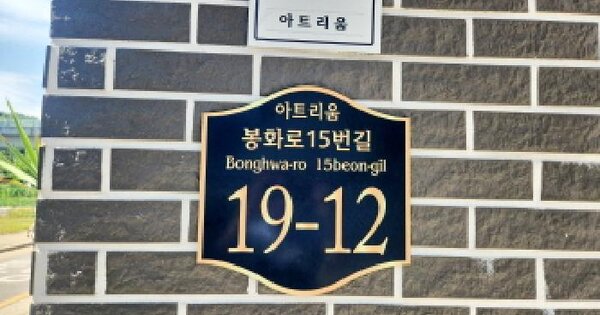 아트리움
아트리움
봉화로15번길
Bonghwa-ro 15beon-gil
19-12